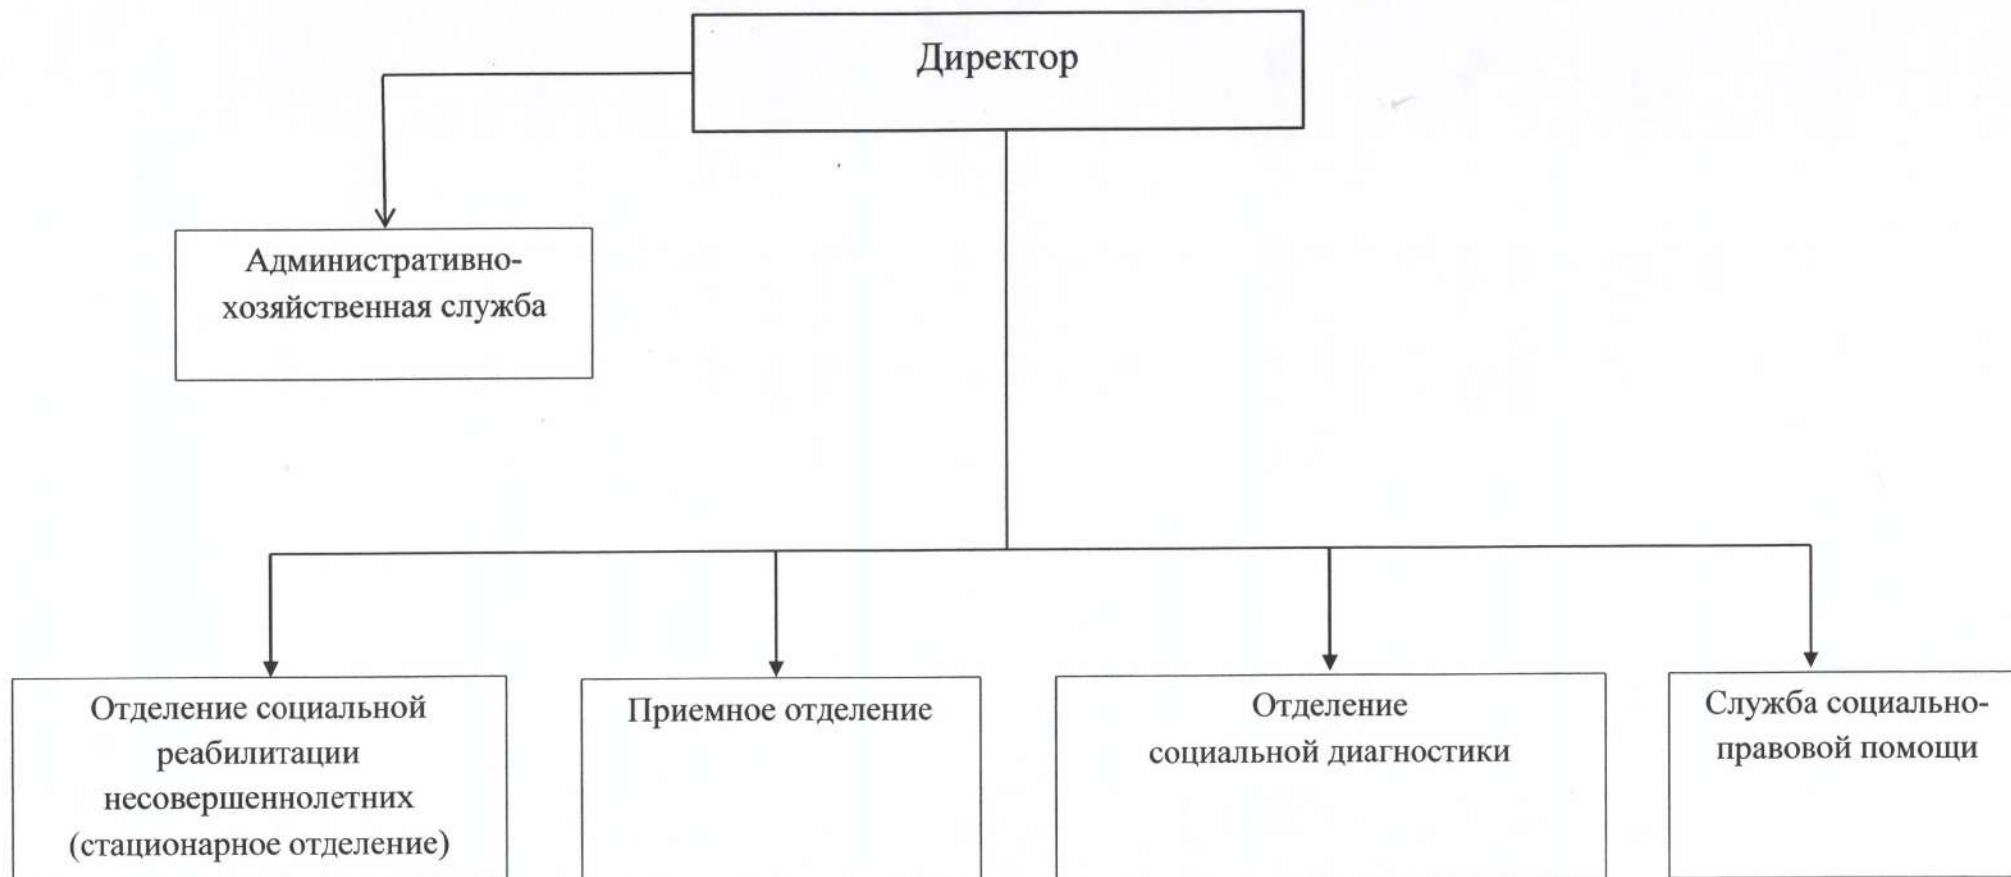 Директор
Административно-
хозяйственная служба
Отделение социальной
реабилитации
несовершеннолетних
(стационарное отделение)
Приемное отделение
Отделение
социальной диагностики
Служба социально-
правовой помощи